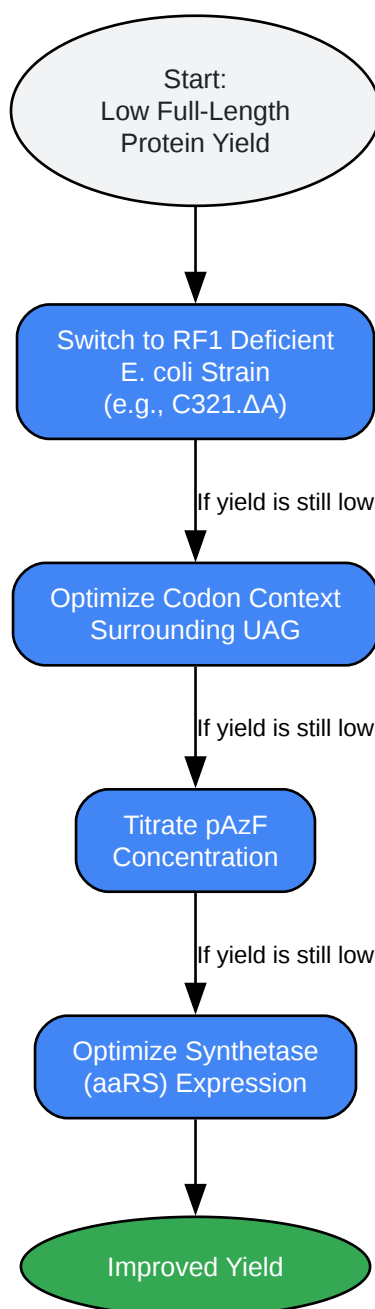 Start:
Low Full-Length
Protein Yield
Switch to RF1 Deficient
E. coli Strain
(e.g., C321.ΔA)
If yield is still low
Optimize Codon Context
Surrounding UAG
If yield is still low
Titrate pAzF
Concentration
If yield is still low
Optimize Synthetase
(aaRS) Expression
Improved Yield